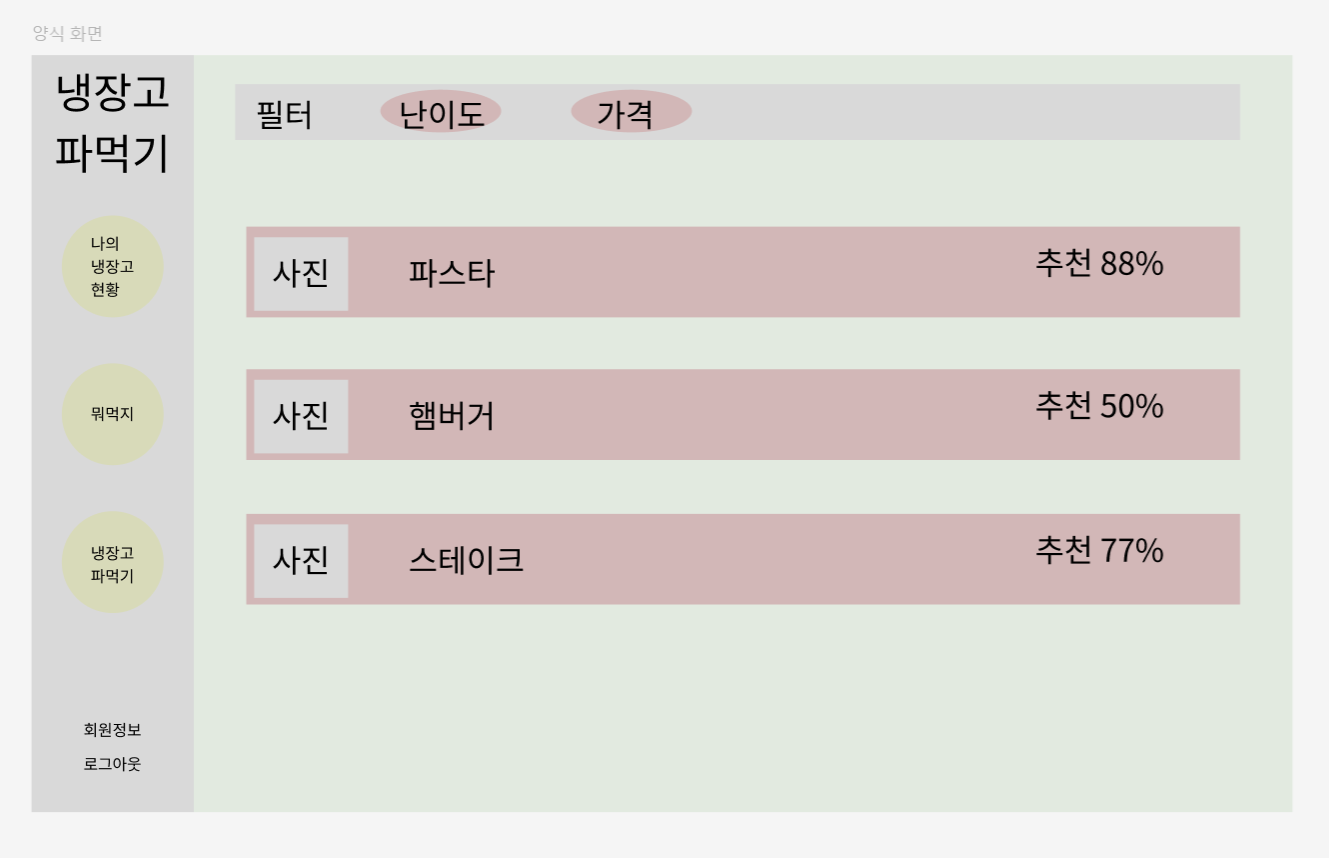 양식 화면
냉장고
파먹기
나의
냉장고
현황
뭐먹지
냉장고
파먹기
회원정보
로그아웃
필터 난이도 가격
사진 파스타 추천 88%
사진 햄버거 추천 50%
사진 스테이크 추천 77%